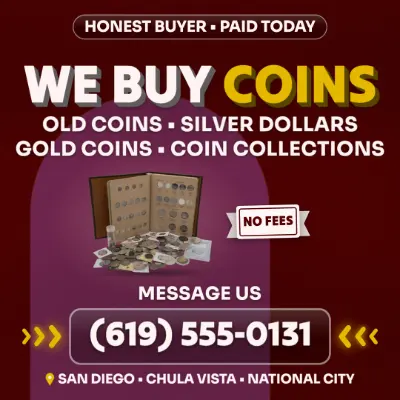 HONEST BUYER • PAID TODAY
WE BUY COINS
OLD COINS • SILVER DOLLARS
GOLD COINS • COIN COLLECTIONS
NO FEES
MESSAGE US
(619) 555-0131
SAN DIEGO • CHULA VISTA • NATIONAL CITY